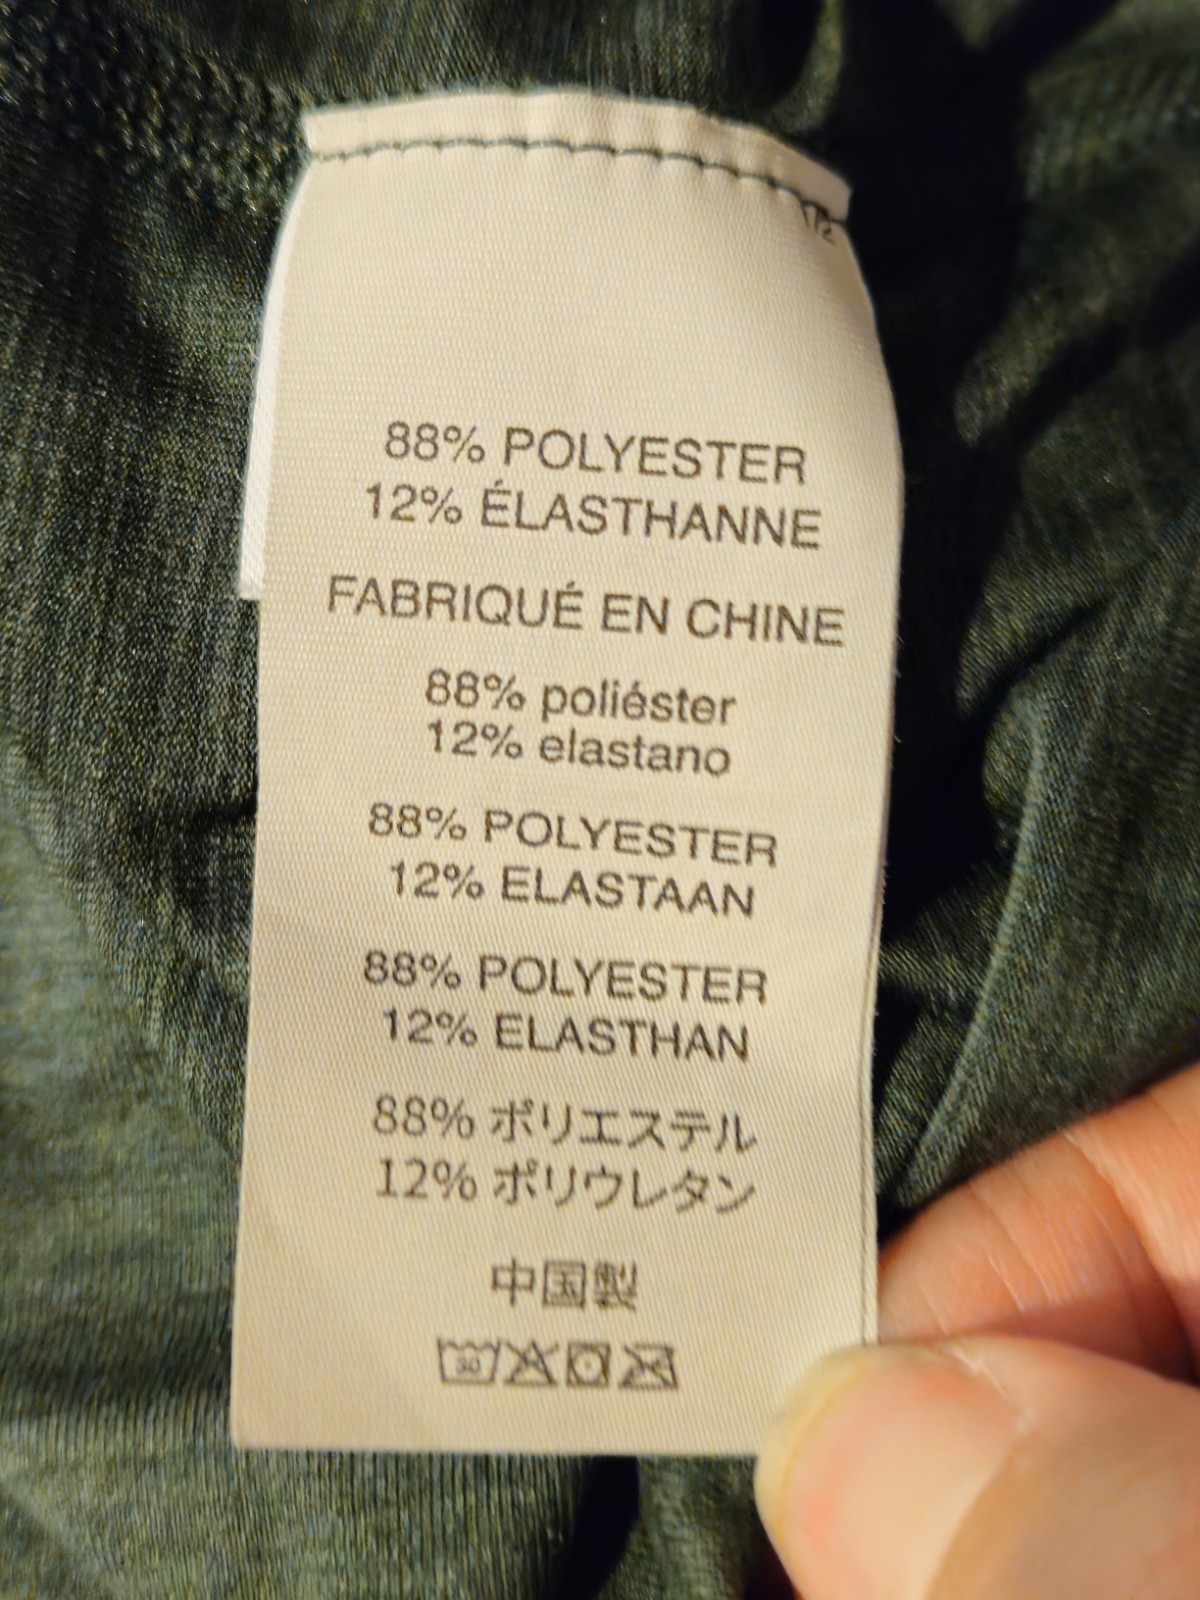 88% POLYESTER
12% ÉLASTHANNE
FABRIQUÉ EN CHINE
88% poliéster
12% elastano
88% POLYESTER
12% ELASTAAN
88% POLYESTER
12% ELASTHAN
88% ポリエステル
12% ポリウレタン
中国製
30